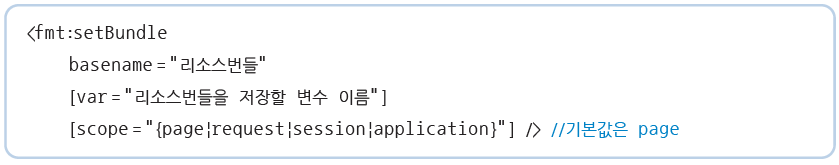 <fmt:setBundle
basename="리소스번들"
[var="리소스번들을 저장할 변수 이름"]
[scope="{page¦request¦session¦application}"] /> //기본값은 page